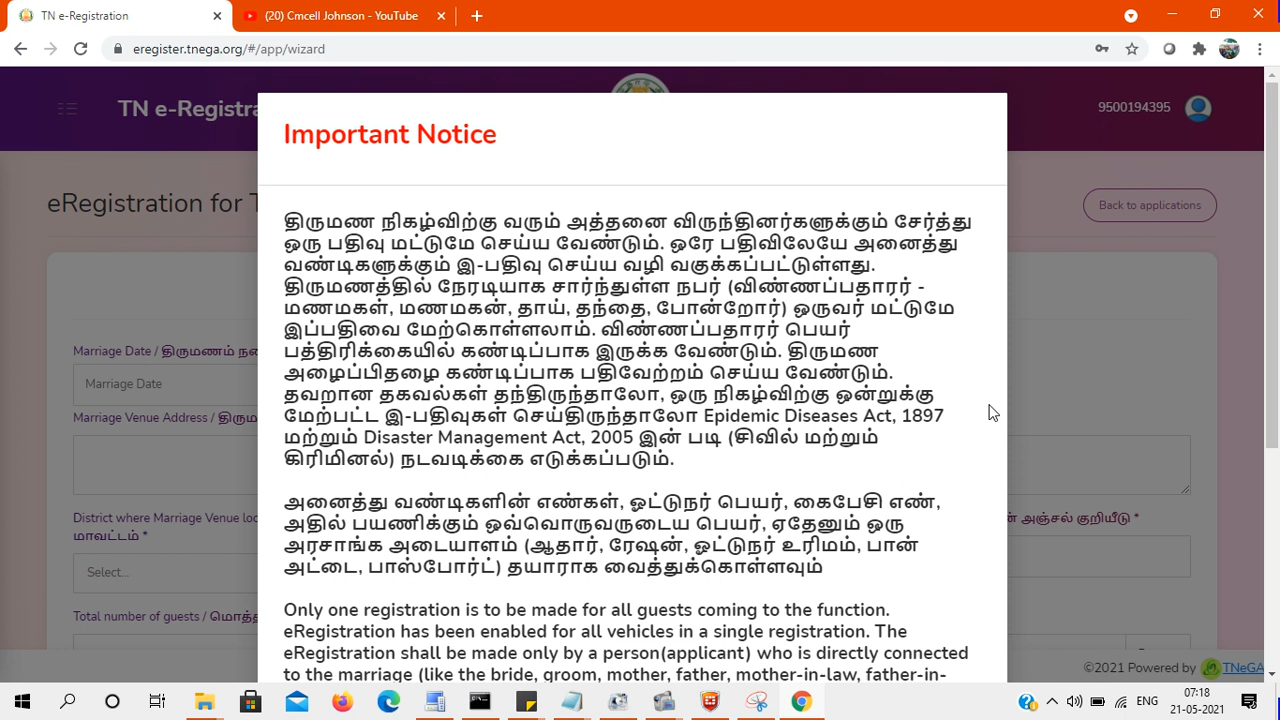 TN e-Registration
(20) Cmcell Johnson - YouTube
eregister.tnega.org/#/app/wizard
TN e-Registra
9500194395
eRegistration for T
Back to applications
Important Notice
திருமண நிகழ்விற்கு வரும் அத்தனை விருந்தினர்களுக்கும் சேர்த்து
ஒரு பதிவு மட்டுமே செய்ய வேண்டும். ஒரே பதிவிலேயே அனைத்து
வண்டிகளுக்கும் இ-பதிவு செய்ய வழி வகுக்கப்பட்டுள்ளது.
திருமணத்தில் நேரடியாக சார்ந்துள்ள நபர் (விண்ணப்பதாரர் -
மணமகள், மணமகன், தாய், தந்தை, போன்றோர்) ஒருவர் மட்டுமே
இப்பதிவை மேற்கொள்ளலாம். விண்ணப்பதாரர் பெயர்
பத்திரிக்கையில் கண்டிப்பாக இருக்க வேண்டும். திருமண
அழைப்பிதழை கண்டிப்பாக பதிவேற்றம் செய்ய வேண்டும்.
தவறான தகவல்கள் தந்திருந்தாலோ, ஒரு நிகழ்விற்கு ஒன்றுக்கு
மேற்பட்ட இ-பதிவுகள் செய்திருந்தாலோ Epidemic Diseases Act, 1897
மற்றும் Disaster Management Act, 2005 இன் படி (சிவில் மற்றும்
கிரிமினல்) நடவடிக்கை எடுக்கப்படும்.
அனைத்து வண்டிகளின் எண்கள், ஓட்டுநர் பெயர், கைபேசி எண்,
அதில் பயணிக்கும் ஒவ்வொருவருடைய பெயர், ஏதேனும் ஒரு
அரசாங்க அடையாளம் (ஆதார், ரேஷன், ஓட்டுநர் உரிமம், பான்
அட்டை, பாஸ்போர்ட்) தயாராக வைத்துக்கொள்ளவும்
Only one registration is to be made for all guests coming to the function.
eRegistration has been enabled for all vehicles in a single registration. The
eRegistration shall be made only by a person(applicant) who is directly connected
to the marriage (like the bride, groom, mother, father, mother-in-law, father-in-
Marriage Date / திருமணம் நடை
Marriage Date
Marriage Venue Address / திரும
District where Marriage Venue loc
மாவட்டம் *
ன் அஞ்சல் குறியீடு *
Select...
Total number of guests / மொத்த
©2021 Powered by TNeGA
ENG
17:18
21-05-2021